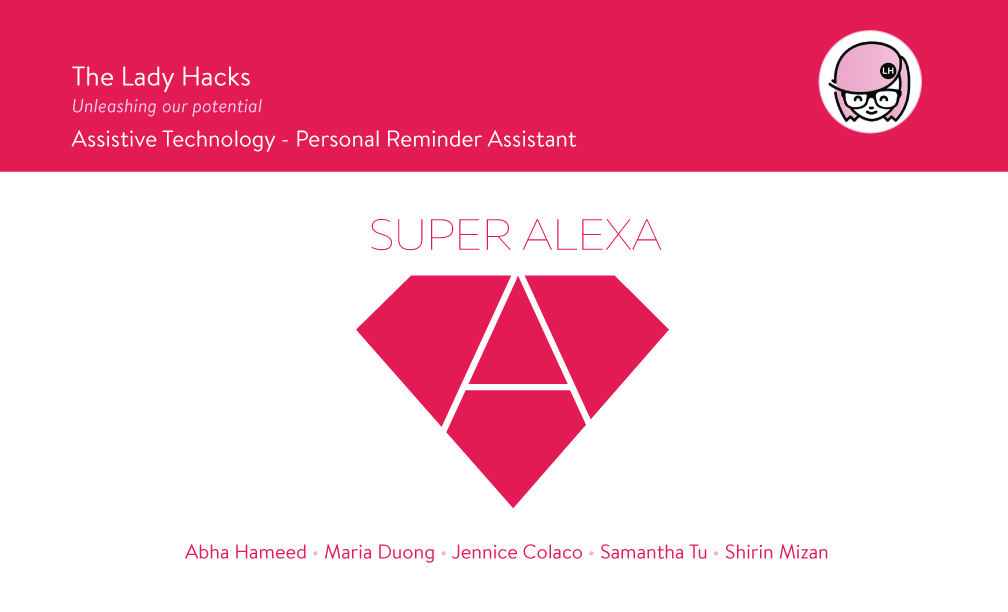 The Lady Hacks
Unleashing our potential
Assistive Technology - Personal Reminder Assistant
LH
SUPER ALEXA
A
Abha Hameed • Maria Duong • Jennice Colaco • Samantha Tu • Shirin Mizan